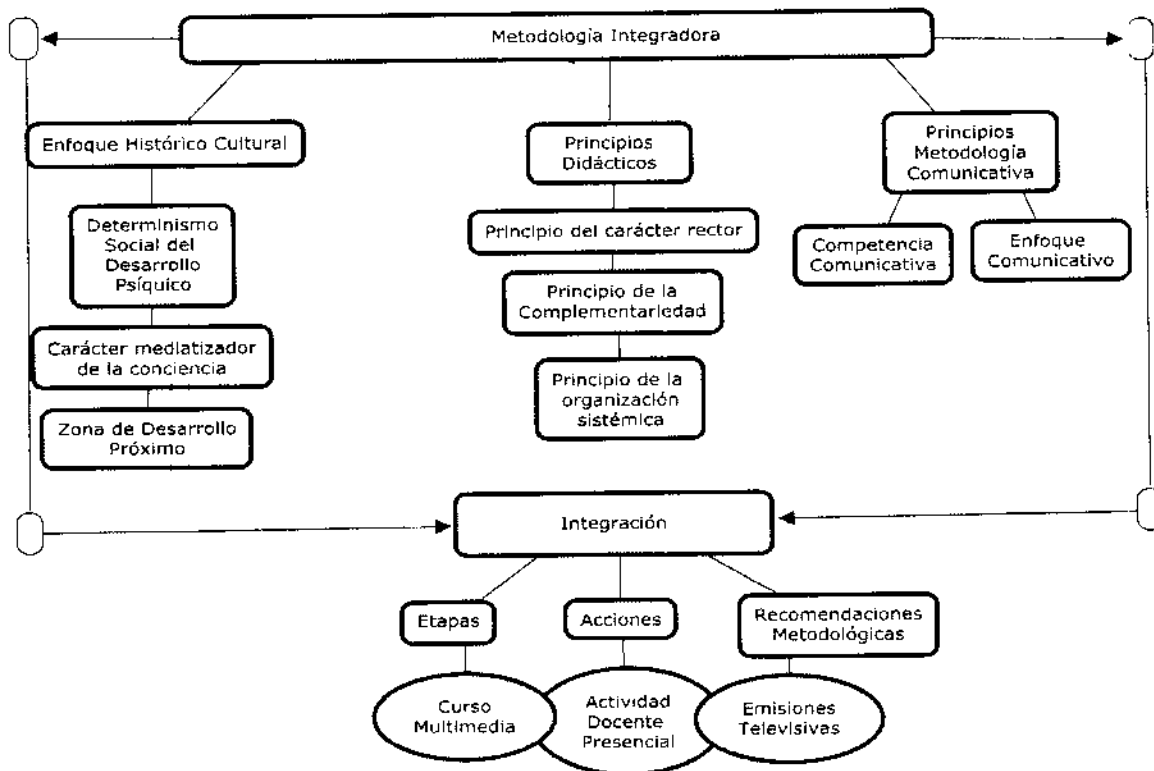 Metodología Integradora
Enfoque Histórico Cultural
Determinismo
Social del
Desarrollo
Psíquico
Carácter mediatizador
de la conciencia
Zona de Desarrollo
Próximo
Principios
Didácticos
Principio del carácter rector
Principio de la
Complementariedad
Principio de la
organización
sistémica
Principios
Metodología
Comunicativa
Competencia
Comunicativa
Enfoque
Comunicativo
Integración
Etapas
Acciones
Recomendaciones
Metodológicas
Curso
Multimedia
Actividad
Docente
Presencial
Emisiones
Televisivas